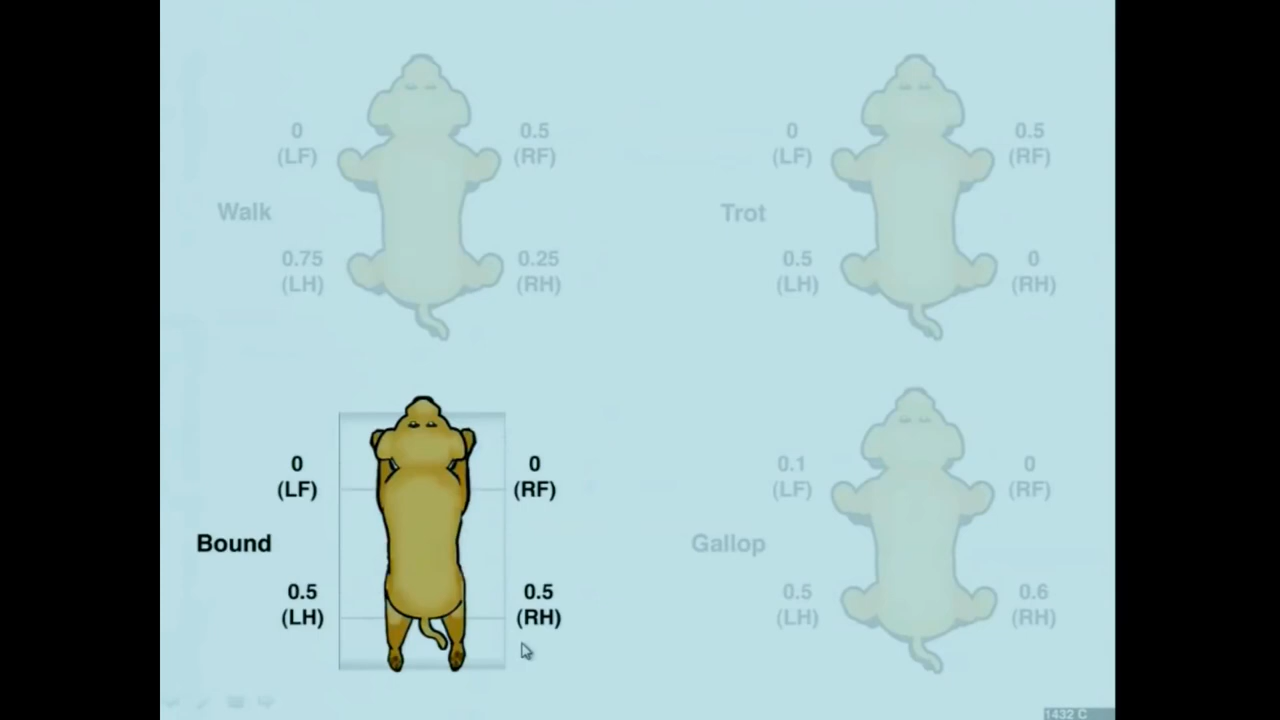 0
(LF)
0.5
(RF)
Walk
0.75
(LH)
0.25
(RH)
0
(LF)
0.5
(RF)
Trot
0.5
(LH)
0
(RH)
0
(LF)
0
(RF)
Bound
0.5
(LH)
0.5
(RH)
0.1
(LF)
0
(RF)
Gallop
0.5
(LH)
0.6
(RH)
1432 C